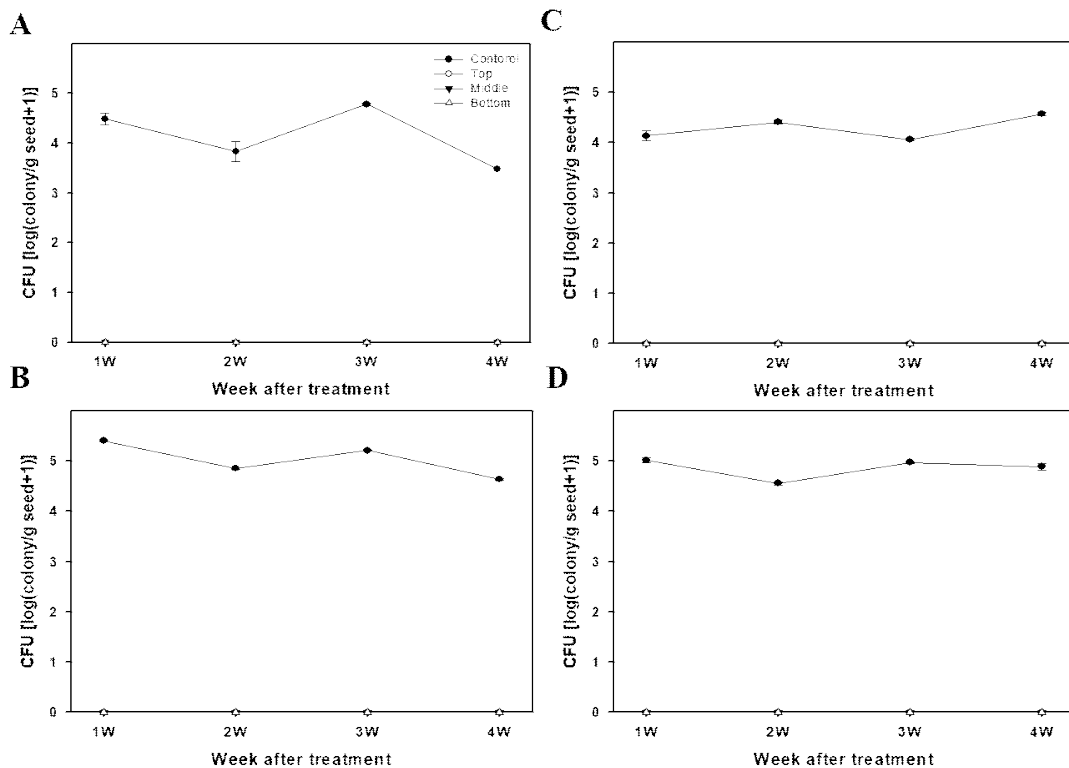 A
CFU [log(colony/g seed+1)]
5
4
3
2
1
0
1W 2W 3W 4W
Week after treatment
Contorol
Top
Middle
Bottom
C
CFU [log(colony/g seed+1)]
5
4
3
2
1
0
1W 2W 3W 4W
Week after treatment
B
CFU [log(colony/g seed+1)]
5
4
3
2
1
0
1W 2W 3W 4W
Week after treatment
D
CFU [log(colony/g seed+1)]
5
4
3
2
1
0
1W 2W 3W 4W
Week after treatment